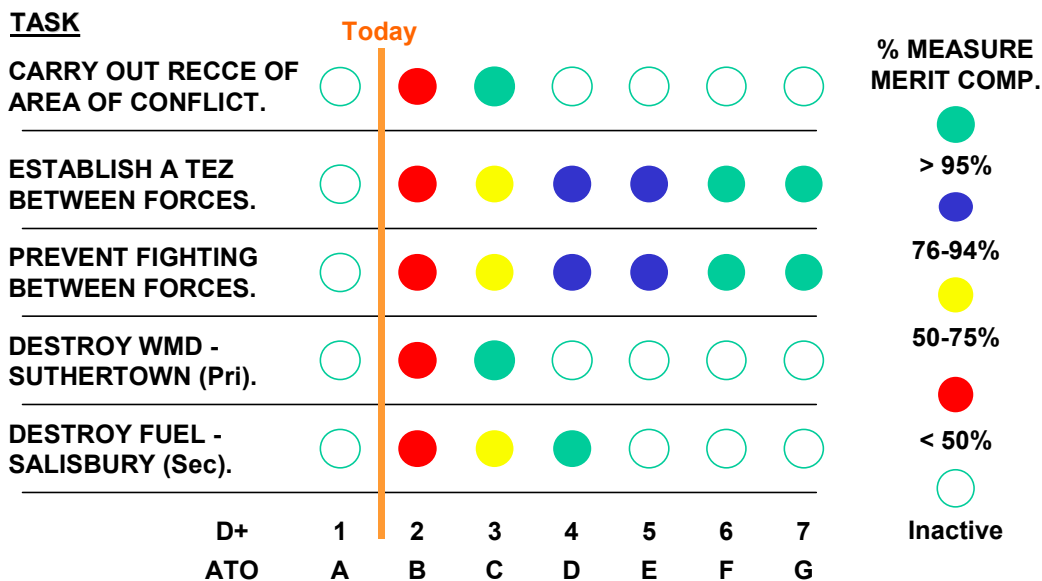 TASK
Today
CARRY OUT RECCE OF
AREA OF CONFLICT.
ESTABLISH A TEZ
BETWEEN FORCES.
PREVENT FIGHTING
BETWEEN FORCES.
DESTROY WMD -
SUTHERTOWN (Pri).
DESTROY FUEL -
SALISBURY (Sec).
D+ 1 2 3 4 5 6 7
ATO A B C D E F G
% MEASURE
MERIT COMP.
> 95%
76-94%
50-75%
< 50%
Inactive